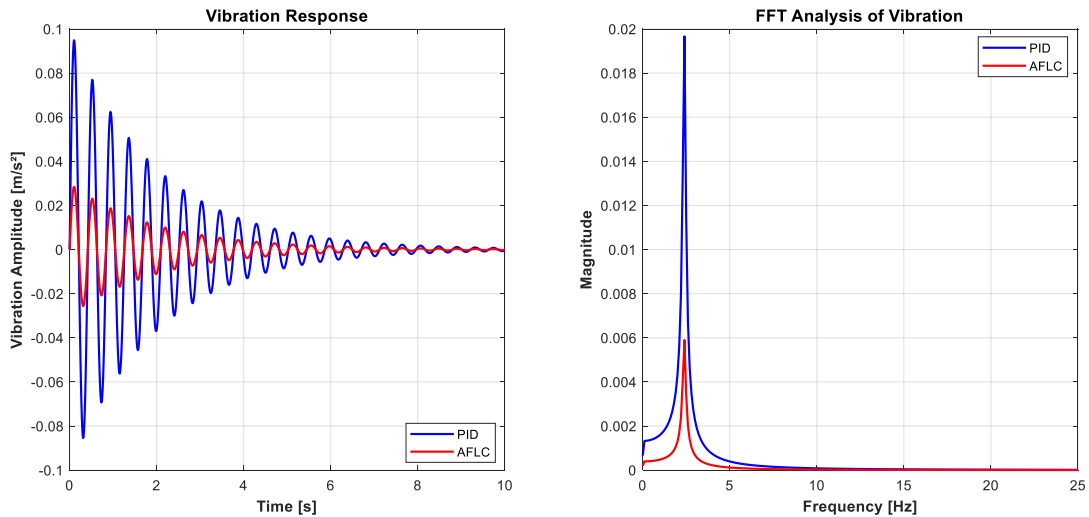 Vibration Response
Vibration Amplitude [m/s²]
0.1
0.08
0.06
0.04
0.02
0
-0.02
-0.04
-0.06
-0.08
-0.1
0 2 4 6 8 10
Time [s]
PID
AFLC
FFT Analysis of Vibration
Magnitude
0.02
0.018
0.016
0.014
0.012
0.01
0.008
0.006
0.004
0.002
0
0 5 10 15 20 25
Frequency [Hz]
PID
AFLC